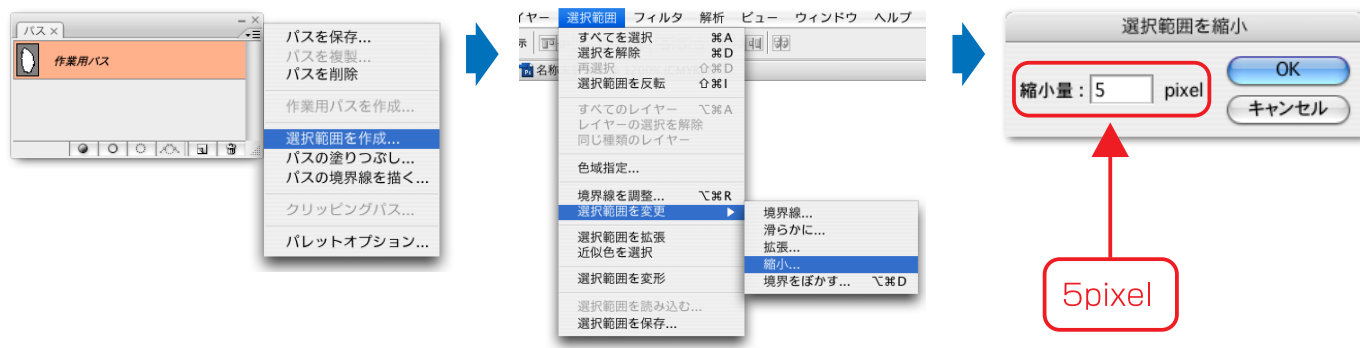 パス ×
作業用パス
パスを保存...
パスを複製...
パスを削除
作業用パスを作成...
選択範囲を作成...
パスの塗りつぶし...
パスの境界線を描く...
クリッピングパス...
パレットオプション...
イヤー 選択範囲 フィルタ 解析 ビュー ウィンドウ ヘルプ
示
名称
すべてを選択 ⌘A
選択を解除 ⌘D
再選択 ⇧⌘D
選択範囲を反転 ⇧⌘I
すべてのレイヤー ⌥⌘A
レイヤーの選択を解除
同じ種類のレイヤー
色域指定...
境界線を調整... ⌥⌘R
選択範囲を変更
選択範囲を拡張
近似色を選択
選択範囲を変形
選択範囲を読み込む...
選択範囲を保存...
境界線...
滑らかに...
拡張...
縮小...
境界をぼかす... ⌥⌘D
選択範囲を縮小
縮小量 : 5 pixel
OK
キャンセル
5pixel